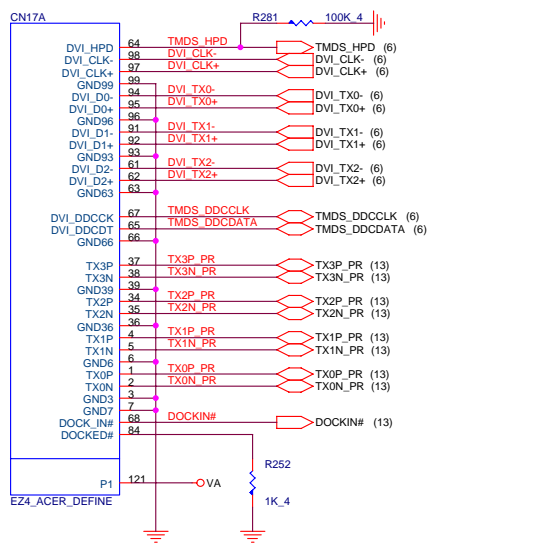 CN17A R281 100K_4
DVI_HPD 64 TMDS_HPD TMDS_HPD (6)
DVI_CLK- 98 DVI_CLK- DVI_CLK- (6)
DVI_CLK+ 97 DVI_CLK+ DVI_CLK+ (6)
GND99 99
DVI_D0- 94 DVI_TX0- DVI_TX0- (6)
DVI_D0+ 95 DVI_TX0+ DVI_TX0+ (6)
GND96 96
DVI_D1- 91 DVI_TX1- DVI_TX1- (6)
DVI_D1+ 92 DVI_TX1+ DVI_TX1+ (6)
GND93 93
DVI_D2- 61 DVI_TX2- DVI_TX2- (6)
DVI_D2+ 62 DVI_TX2+ DVI_TX2+ (6)
GND63 63
DVI_DDCCK 67 TMDS_DDCCLK TMDS_DDCCLK (6)
DVI_DDCDT 65 TMDS_DDCDATA TMDS_DDCDATA (6)
GND66 66
TX3P 37 TX3P_PR TX3P_PR (13)
TX3N 38 TX3N_PR TX3N_PR (13)
GND39 39
TX2P 34 TX2P_PR TX2P_PR (13)
TX2N 35 TX2N_PR TX2N_PR (13)
GND36 36
TX1P 4 TX1P_PR TX1P_PR (13)
TX1N 5 TX1N_PR TX1N_PR (13)
GND6 6
TX0P 1 TX0P_PR TX0P_PR (13)
TX0N 2 TX0N_PR TX0N_PR (13)
GND3 3
GND7 7
DOCK_IN# 68 DOCKIN# DOCKIN# (13)
DOCKED# 84
R252
P1 121 VA
1K_4
EZ4_ACER_DEFINE